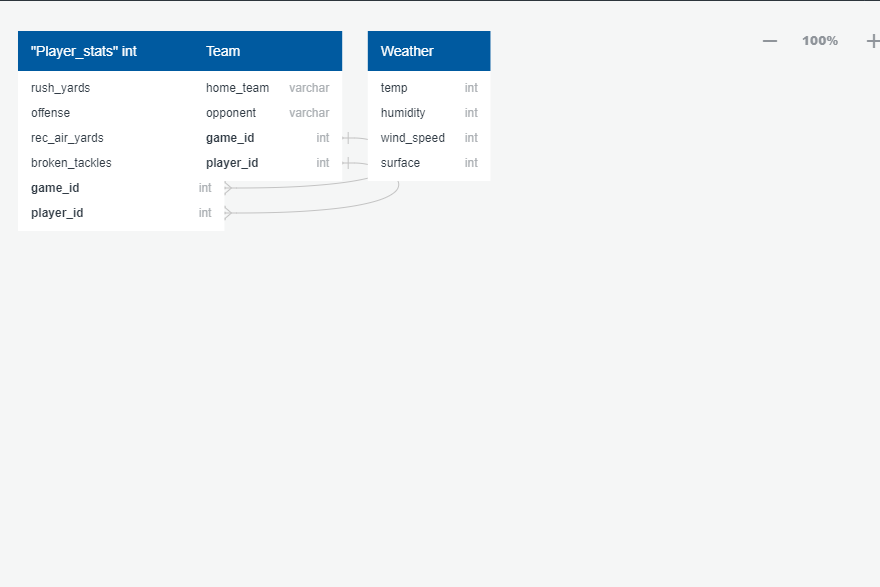 "Player_stats" int
rush_yards
offense
rec_air_yards
broken_tackles
game_id int
player_id int
Team
home_team varchar
opponent varchar
game_id int
player_id int
Weather
temp int
humidity int
wind_speed int
surface int
100%